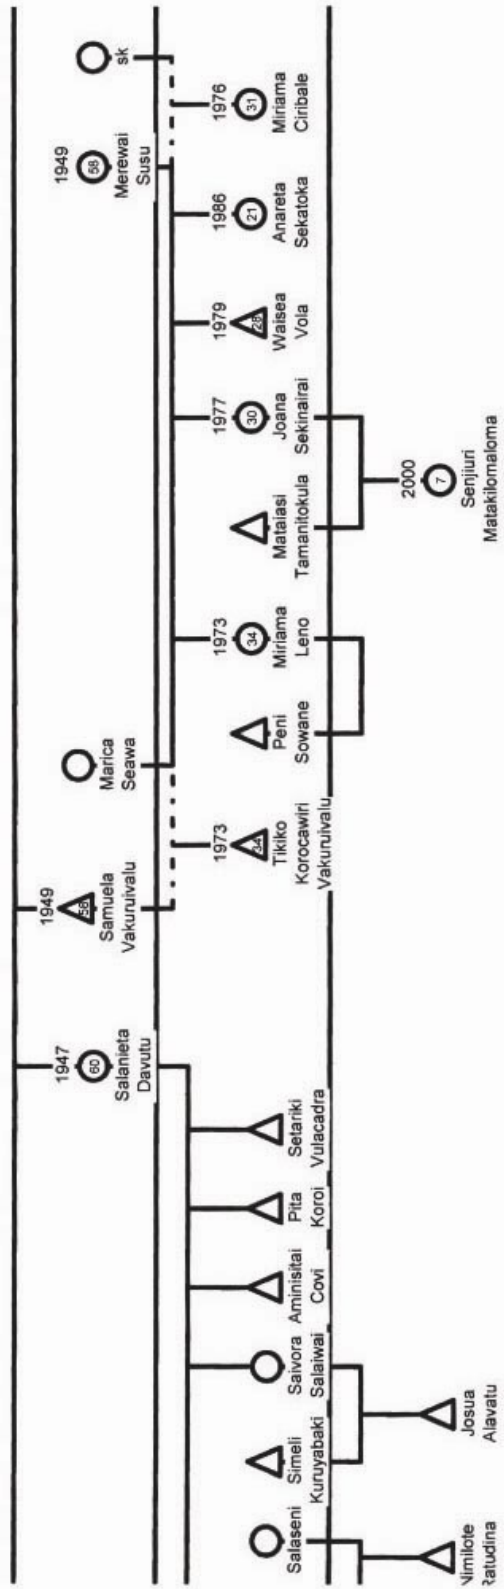 1947
60
Salanieta
Davutu
1949
58
Samuela
Vakuruivalu
Marica
Seawa
1949
58
Merewai
Susu
sk
Salaseni
Simeli
Kuruyabaki
Saivora
Salaiwai
Aminisitai
Covi
Pita
Koroi
Setariki
Vulacadra
1973
34
Tikiko
Korocawiri
Vakuruivalu
Peni
Sowane
1973
34
Miriama
Leno
Mataiasi
Tamanitokula
1977
30
Joana
Sekinairai
1979
28
Waisea
Vola
1986
21
Anareta
Sekatoka
1976
31
Miriama
Ciribale
Nimilote
Ratudina
Josua
Alavatu
2000
7
Senjiuri
Matakilomaloma